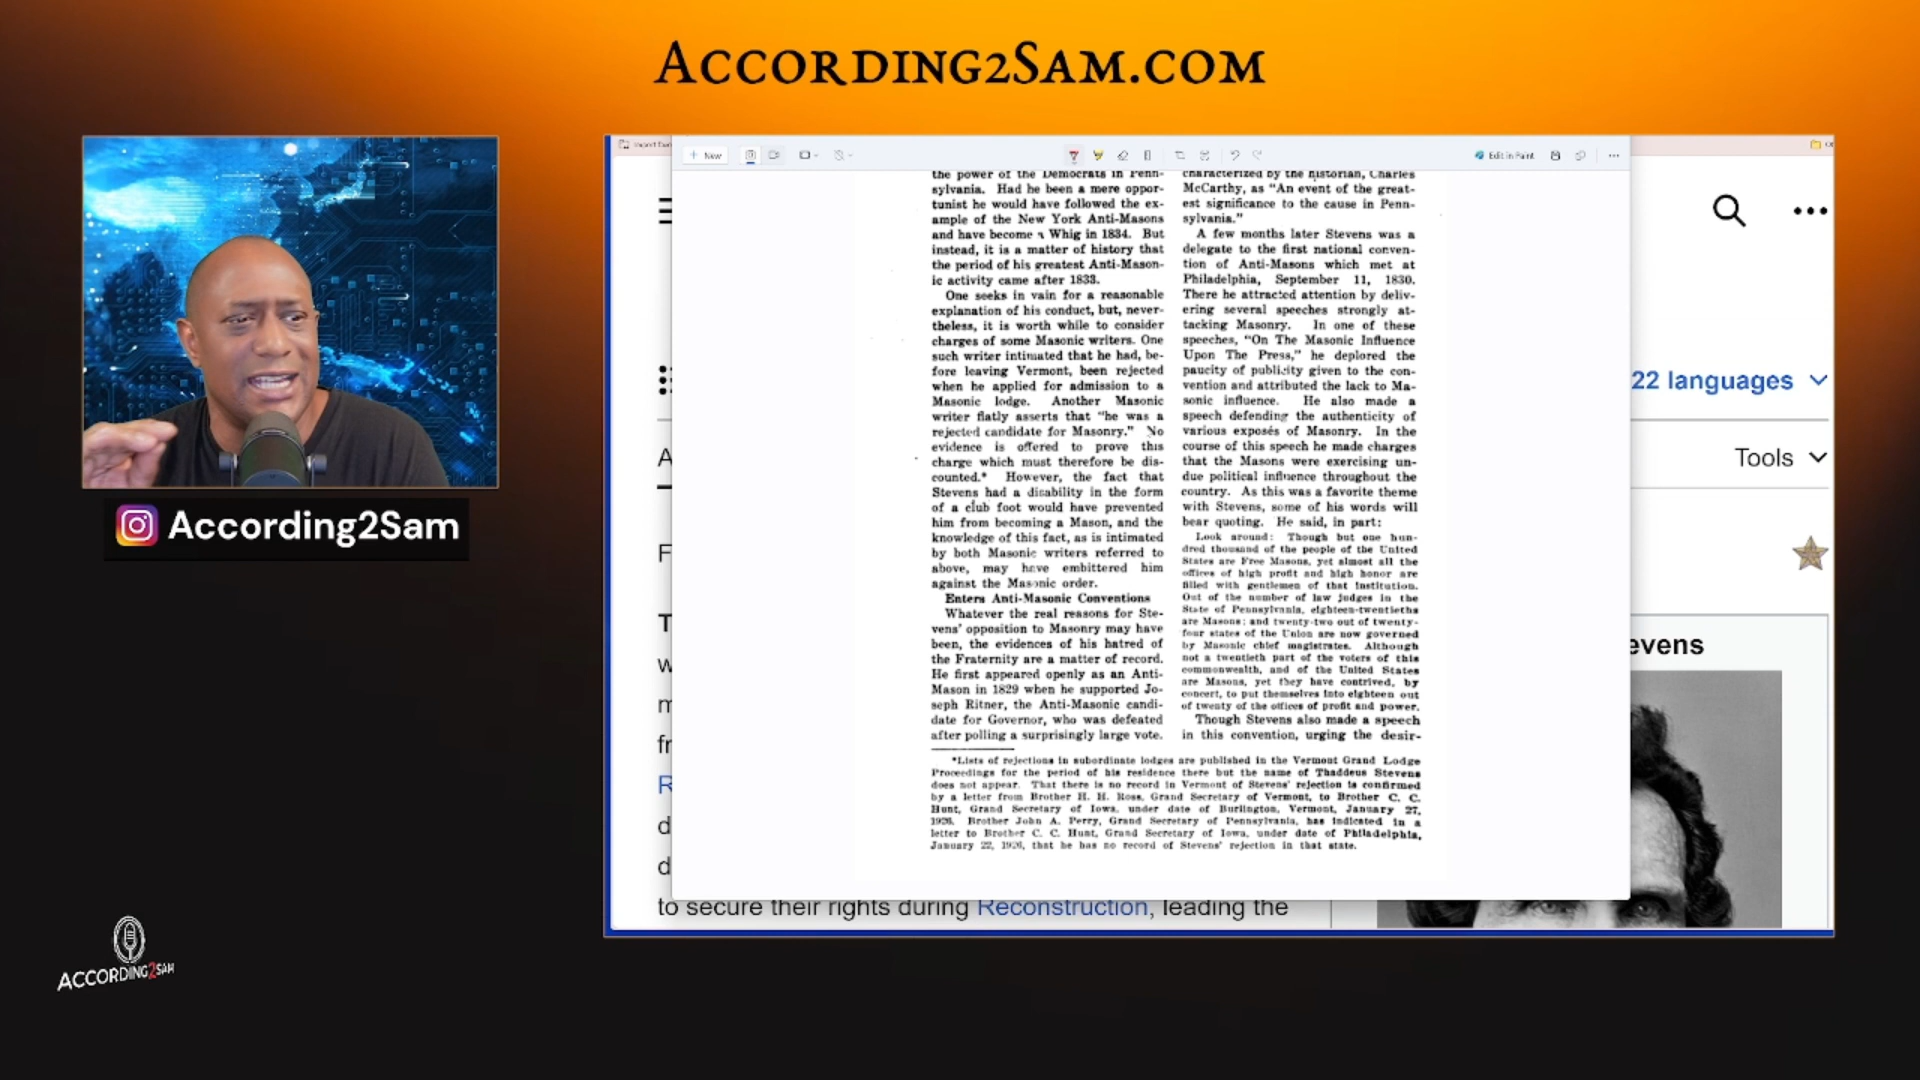 According2Sam.com
According2Sam
ACCORDING2SAM
New
Edit in Paint
the power of the Democrats in Penn-
sylvania. Had he been a mere oppor-
tunist he would have followed the ex-
ample of the New York Anti-Masons
and have become a Whig in 1834. But
instead, it is a matter of history that
the period of his greatest Anti-Mason-
ic activity came after 1833.
One seeks in vain for a reasonable
explanation of his conduct, but, never-
theless, it is worth while to consider
charges of some Masonic writers. One
such writer intimated that he had, be-
fore leaving Vermont, been rejected
when he applied for admission to a
Masonic lodge. Another Masonic
writer flatly asserts that "he was a
rejected candidate for Masonry." No
evidence is offered to prove this
charge which must therefore be dis-
counted.* However, the fact that
Stevens had a disability in the form
of a club foot would have prevented
him from becoming a Mason, and the
knowledge of this fact, as is intimated
by both Masonic writers referred to
above, may have embittered him
against the Masonic order.
Enters Anti-Masonic Conventions
Whatever the real reasons for Ste-
vens' opposition to Masonry may have
been, the evidences of his hatred of
the Fraternity are a matter of record.
He first appeared openly as an Anti-
Mason in 1829 when he supported Jo-
seph Ritner, the Anti-Masonic candi-
date for Governor, who was defeated
after polling a surprisingly large vote.
characterized by the historian, Charles
McCarthy, as "An event of the great-
est significance to the cause in Penn-
sylvania."
A few months later Stevens was a
delegate to the first national conven-
tion of Anti-Masons which met at
Philadelphia, September 11, 1830.
There he attracted attention by deliv-
ering several speeches strongly at-
tacking Masonry. In one of these
speeches, "On The Masonic Influence
Upon The Press," he deplored the
paucity of publicity given to the con-
vention and attributed the lack to Ma-
sonic influence. He also made a
speech defending the authenticity of
various exposés of Masonry. In the
course of this speech he made charges
that the Masons were exercising un-
due political influence throughout the
country. As this was a favorite theme
with Stevens, some of his words will
bear quoting. He said, in part:
Look around: Though but one hun-
dred thousand of the people of the United
States are Free Masons, yet almost all the
offices of high profit and high honor are
filled with gentlemen of that institution.
Out of the number of law judges in the
State of Pennsylvania, eighteen-twentieths
are Masons; and twenty-two out of twenty-
four states of the Union are now governed
by Masonic chief magistrates. Although
not a twentieth part of the voters of this
commonwealth, and of the United States
are Masons, yet they have contrived, by
concert, to put themselves into eighteen out
of twenty of the offices of profit and power.
Though Stevens also made a speech
in this convention, urging the desir-
*Lists of rejections in subordinate lodges are published in the Vermont Grand Lodge
Proceedings for the period of his residence there but the name of Thaddeus Stevens
does not appear. That there is no record in Vermont of Stevens' rejection is confirmed
by a letter from Brother H. H. Ross, Grand Secretary of Vermont, to Brother C. C.
Hunt, Grand Secretary of Iowa, under date of Burlington, Vermont, January 27,
1926. Brother John A. Perry, Grand Secretary of Pennsylvania, has indicated in a
letter to Brother C. C. Hunt, Grand Secretary of Iowa, under date of Philadelphia,
January 22, 1926, that he has no record of Stevens' rejection in that state.
22 languages
Tools
evens
to secure their rights during Reconstruction, leading the